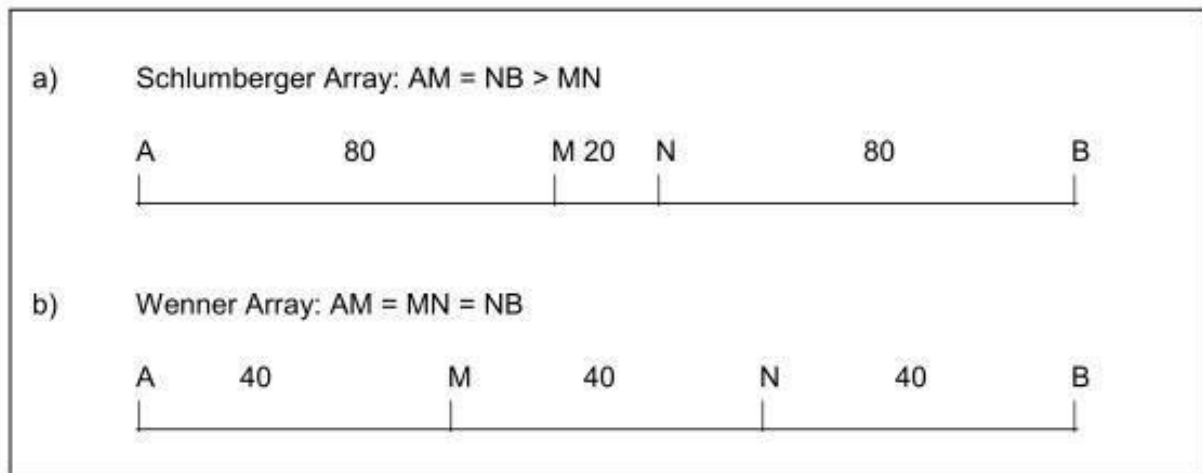 a) Schlumberger Array: AM = NB > MN
A 80 M 20 N 80 B
b) Wenner Array: AM = MN = NB
A 40 M 40 N 40 B